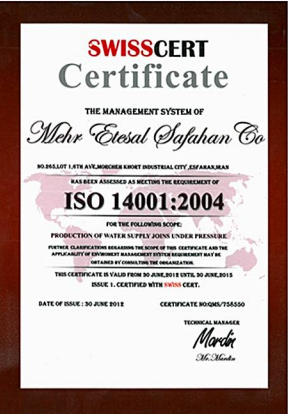 SWISSCERT
Certificate
THE MANAGEMENT SYSTEM OF
Mehr Etesal Safahan Co
NO.265,LOT 1,6TH AVE,MORCHEH KHORT INDUSTRIAL CITY ,ESFAHAN,IRAN
HAS BEEN ASSESSED AS MEETING THE REQUIREMENT OF
ISO 14001:2004
FOR THE FOLLOWING SCOPE:
PRODUCTION OF WATER SUPPLY JOINS UNDER PRESSURE
FURTHER CLARIFICATIONS REGARDING THE SCOPE OF THIS CERTIFICATE AND THE
APPLICABILITY OF ENVIROMENT MANAGEMENT SYSTEM REQUIREMENT MAY BE
OBTAINED BY CONSULTING THE ORGANIZATION.
THIS CERTIFICATE IS VALID FROM 30 JUNE,2012 UNTIL 30 JUNE,2015
ISSUE 1. CERTIFIED WITH SWISS CERT.
DATE OF ISSUE : 30 JUNE 2012 CERTIFICATE NO:QMS/758550
TECHNICAL MANAGER
Mardin
Mr. Mardin